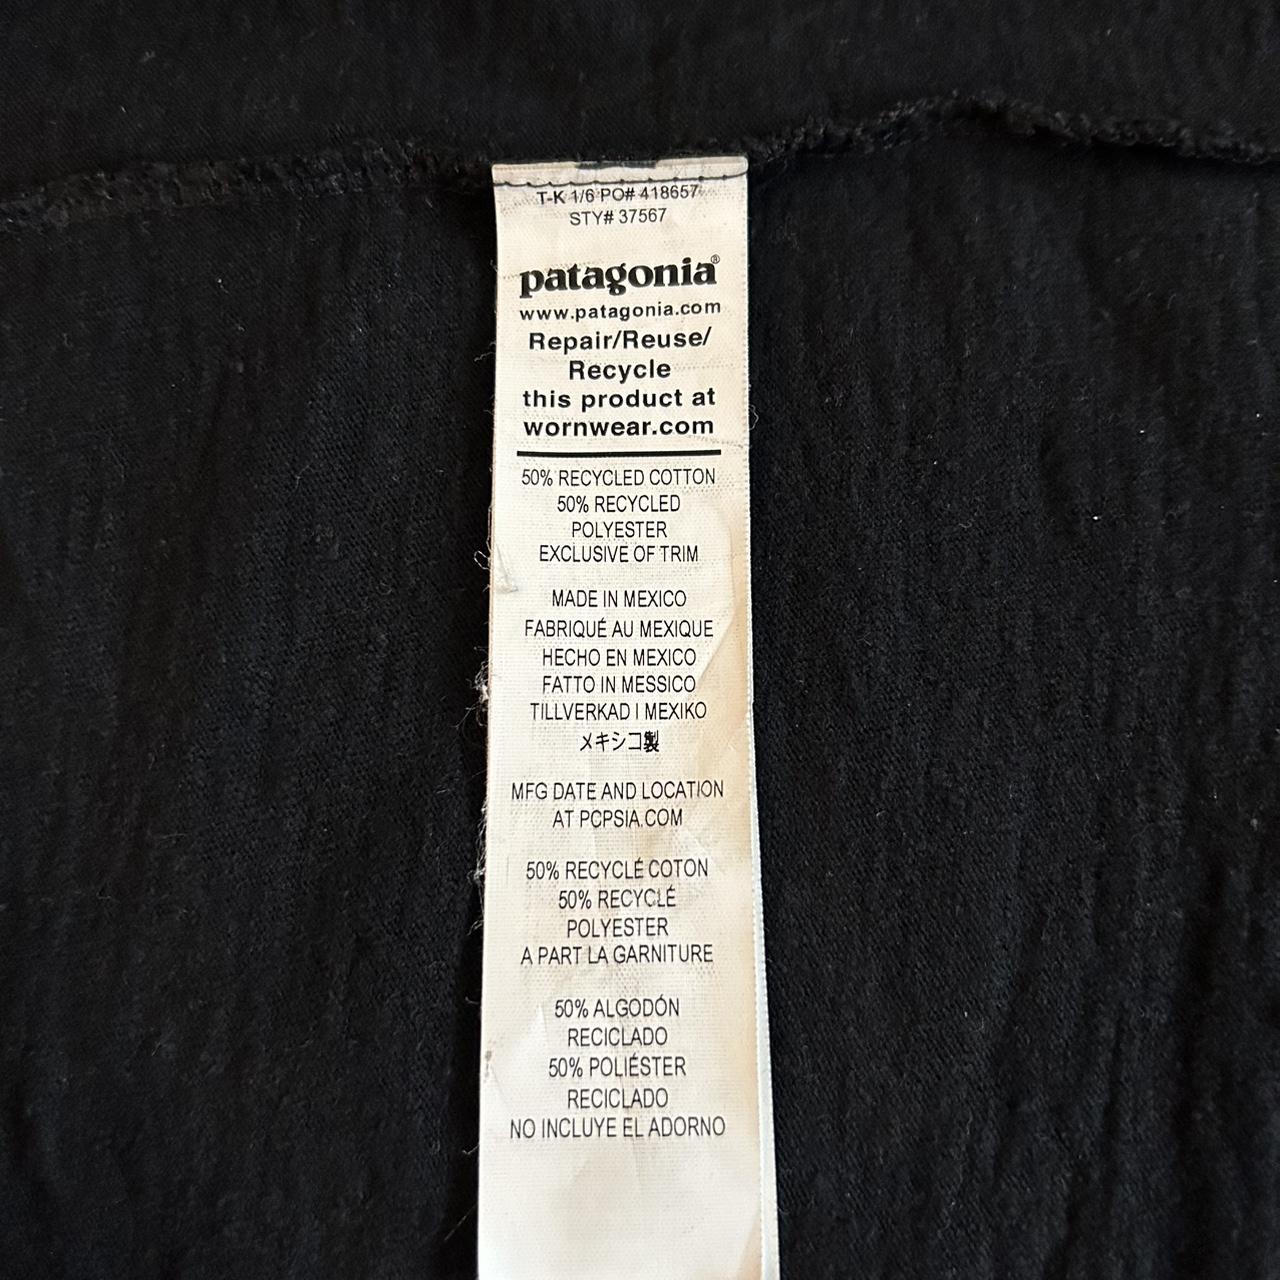 T-K 1/6 PO# 418657
STY# 37567
patagonia®
www.patagonia.com
Repair/Reuse/
Recycle
this product at
wornwear.com
50% RECYCLED COTTON
50% RECYCLED
POLYESTER
EXCLUSIVE OF TRIM
MADE IN MEXICO
FABRIQUÉ AU MEXIQUE
HECHO EN MEXICO
FATTO IN MESSICO
TILLVERKAD I MEXIKO
メキシコ製
MFG DATE AND LOCATION
AT PCPSIA.COM
50% RECYCLÉ COTON
50% RECYCLÉ
POLYESTER
A PART LA GARNITURE
50% ALGODÓN
RECICLADO
50% POLIÉSTER
RECICLADO
NO INCLUYE EL ADORNO